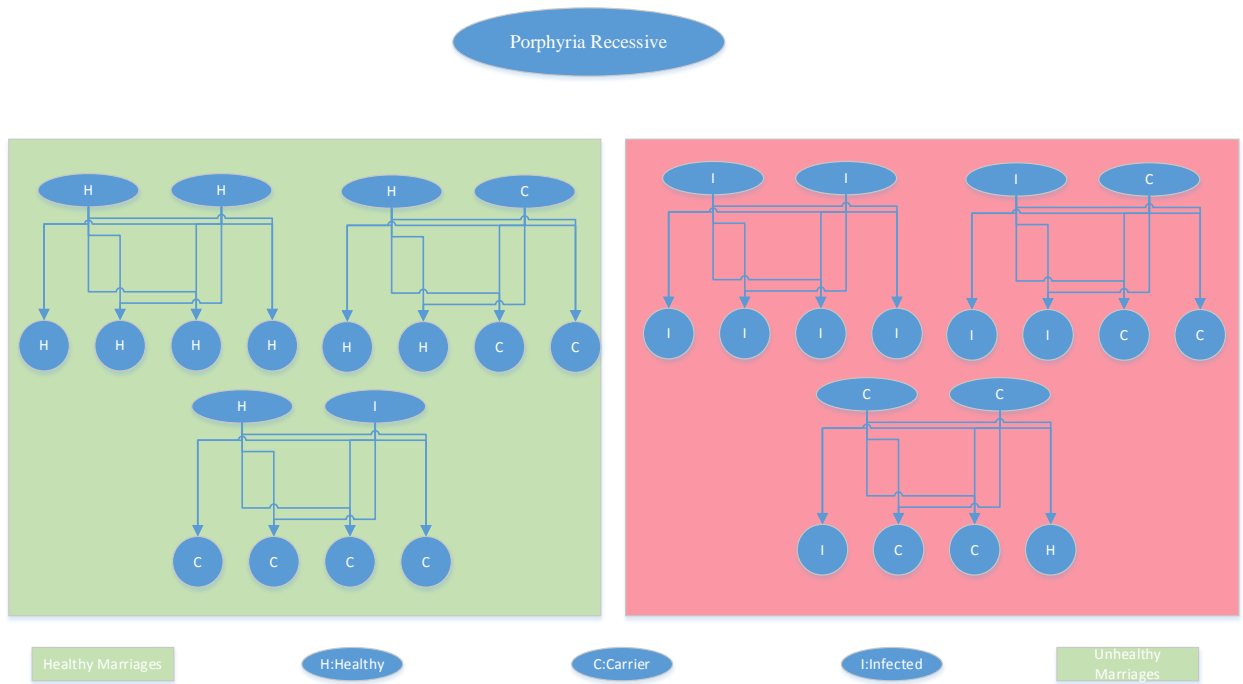 Porphyria Recessive
H H
H C
H H H H
H H C C
H I
C C C C
I I
I C
I I I I
I I C C
C C
I C C H
Healthy Marriages
H:Healthy
C:Carrier
I:Infected
Unhealthy
Marriages